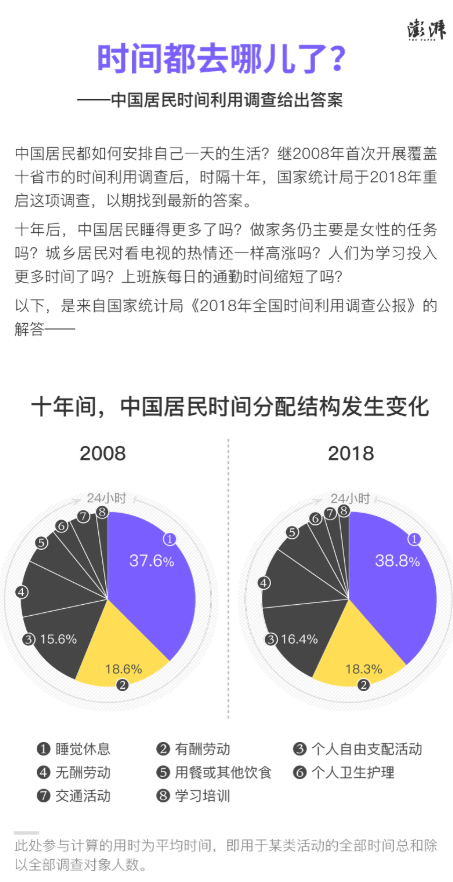 澎湃
THE PAPER
时间都去哪儿了？
——中国居民时间利用调查给出答案
中国居民都如何安排自己一天的生活？继2008年首次开展覆盖
十省市的时间利用调查后，时隔十年，国家统计局于2018年重
启这项调查，以期找到最新的答案。
十年后，中国居民睡得更多了吗？做家务仍主要是女性的任务
吗？城乡居民对看电视的热情还一样高涨吗？人们为学习投入
更多时间了吗？上班族每日的通勤时间缩短了吗？
以下，是来自国家统计局《2018年全国时间利用调查公报》的
解答——
十年间，中国居民时间分配结构发生变化
2008
24小时
❶ 37.6%
❷ 18.6%
❸ 15.6%
❹
❺
❻
❼
❽
2018
24小时
❶ 38.8%
❷ 18.3%
❸ 16.4%
❹
❺
❻
❼
❽
❶ 睡觉休息 ❷ 有酬劳动 ❸ 个人自由支配活动
❹ 无酬劳动 ❺ 用餐或其他饮食 ❻ 个人卫生护理
❼ 交通活动 ❽ 学习培训
此处参与计算的用时为平均时间，即用于某类活动的全部时间总和除
以全部调查对象人数。